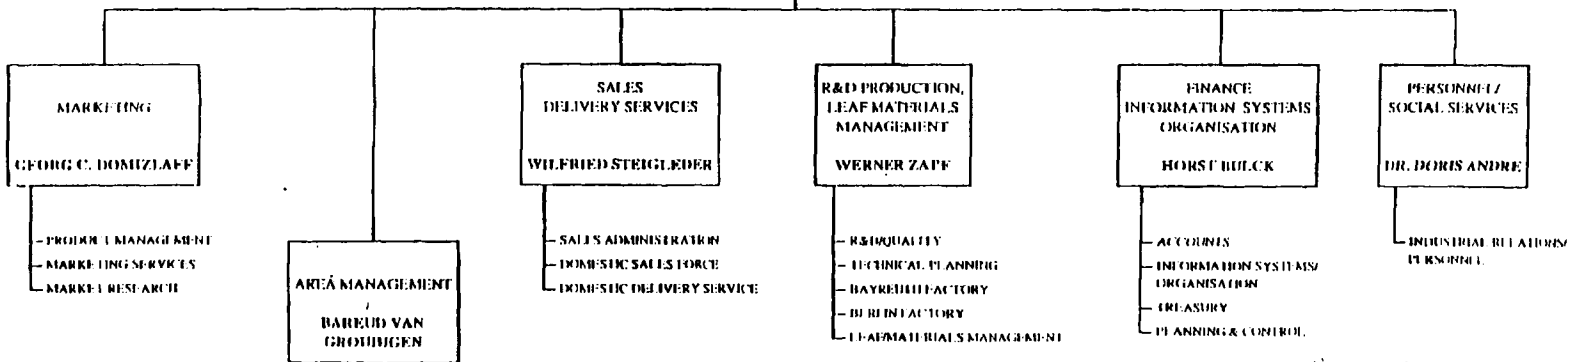 MARKETING
GEORG C. DOMIZLAFF
PRODUCT MANAGEMENT
MARKETING SERVICES
MARKET RESEARCH
AREA MANAGEMENT
/
BAREUD VAN
SALES
DELIVERY SERVICES
WILFRIED STEIGLEDER
SALES ADMINISTRATION
DOMESTIC SALES FORCE
DOMESTIC DELIVERY SERVICE
R&D PRODUCTION,
LEAF MATERIALS
MANAGEMENT
WERNER ZAPF
R&D/QUALITY
TECHNICAL PLANNING
BAYREUTH FACTORY
BERLIN FACTORY
LEAF/MATERIALS MANAGEMENT
FINANCE
INFORMATION SYSTEMS
ORGANISATION
HORST BULCK
ACCOUNTS
INFORMATION SYSTEMS/
ORGANISATION
TREASURY
PLANNING & CONTROL
PERSONNEL/
SOCIAL SERVICES
DR. DORIS ANDRE
INDUSTRIAL RELATIONS/
PERSONNEL